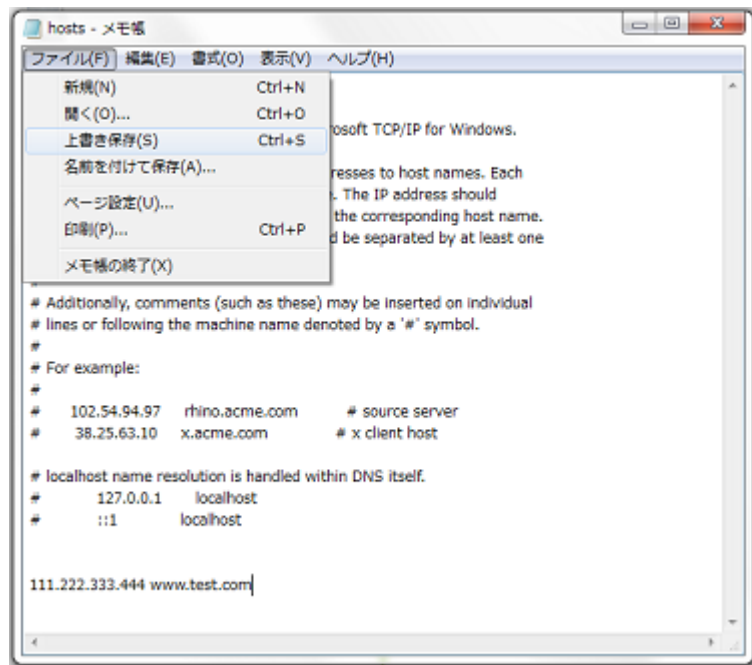 hosts - メモ帳
ファイル(F) 編集(E) 書式(O) 表示(V) ヘルプ(H)
新規(N) Ctrl+N
開く(O)... Ctrl+O
上書き保存(S) Ctrl+S
名前を付けて保存(A)...
ページ設定(U)...
印刷(P)... Ctrl+P
メモ帳の終了(X)
rosoft TCP/IP for Windows.
resses to host names. Each
. The IP address should
the corresponding host name.
d be separated by at least one
#
# Additionally, comments (such as these) may be inserted on individual
# lines or following the machine name denoted by a '#' symbol.
#
# For example:
#
# 102.54.94.97 rhino.acme.com # source server
# 38.25.63.10 x.acme.com # x client host
# localhost name resolution is handled within DNS itself.
# 127.0.0.1 localhost
# ::1 localhost
111.222.333.444 www.test.com